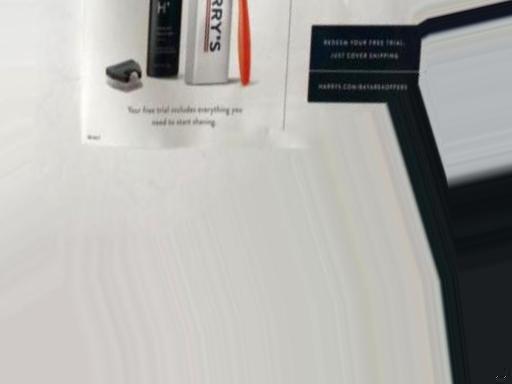 H
RRY'S
Your free trial includes everything you
need to start shaving.
REDEEM YOUR FREE TRIAL,
JUST COVER SHIPPING
HARRYS.COM/BAYAREAOFFERS